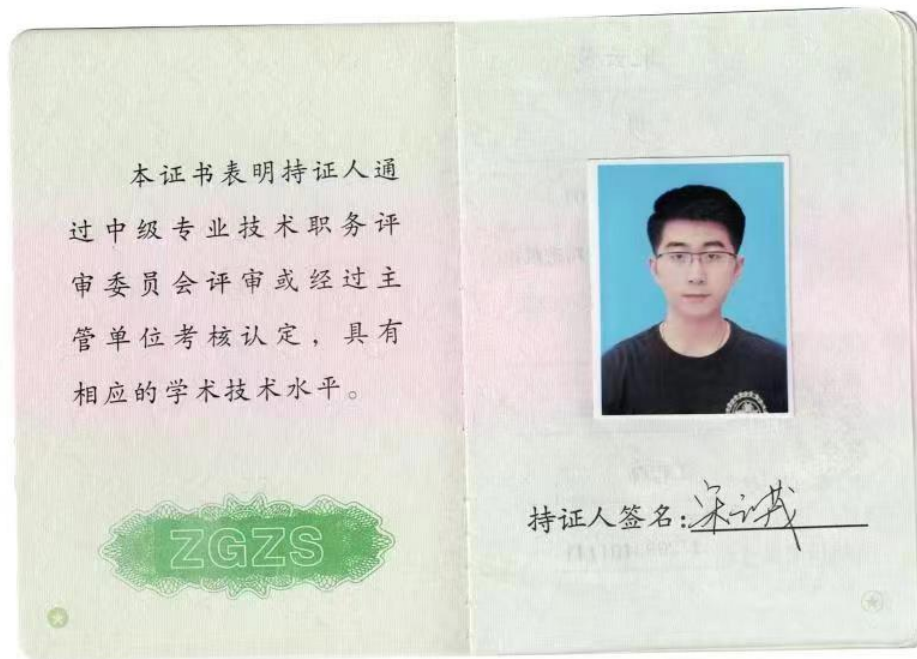 本证书表明持证人通
过中级专业技术职务评
审委员会评审或经过主
管单位考核认定，具有
相应的学术技术水平。
ZGZS
持证人签名: